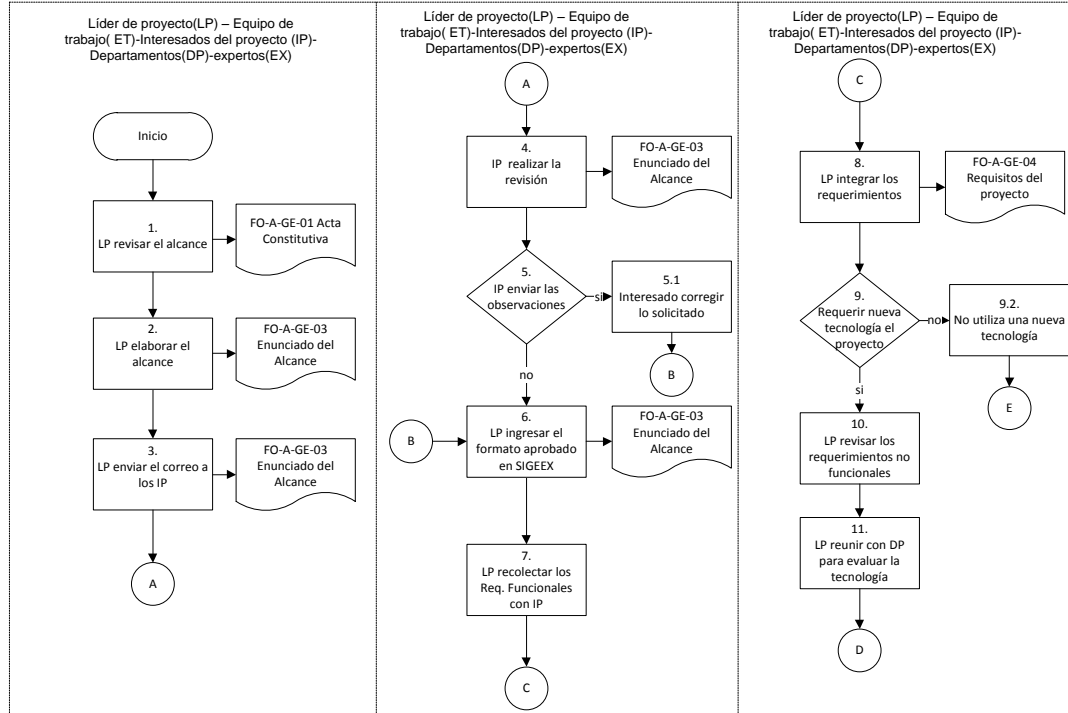 Líder de proyecto(LP) – Equipo de
trabajo( ET)-Interesados del proyecto (IP)-
Departamentos(DP)-expertos(EX)
Inicio
1.
LP revisar el alcance
FO-A-GE-01 Acta
Constitutiva
2.
LP elaborar el
alcance
FO-A-GE-03
Enunciado del
Alcance
3.
LP enviar el correo a
los IP
FO-A-GE-03
Enunciado del
Alcance
A
Líder de proyecto(LP) – Equipo de
trabajo( ET)-Interesados del proyecto (IP)-
Departamentos(DP)-expertos(EX)
A
4.
IP realizar la
revisión
FO-A-GE-03
Enunciado del
Alcance
5.
IP enviar las
observaciones
si
5.1
Interesado corregir
lo solicitado
B
no
B
6.
LP ingresar el
formato aprobado
en SIGEEX
FO-A-GE-03
Enunciado del
Alcance
7.
LP recolectar los
Req. Funcionales
con IP
C
Líder de proyecto(LP) – Equipo de
trabajo( ET)-Interesados del proyecto (IP)-
Departamentos(DP)-expertos(EX)
C
8.
LP integrar los
requerimientos
FO-A-GE-04
Requisitos del
proyecto
9.
Requerir nueva
tecnología el
proyecto
no
9.2.
No utiliza una nueva
tecnología
E
si
10.
LP revisar los
requerimientos no
funcionales
11.
LP reunir con DP
para evaluar la
tecnología
D